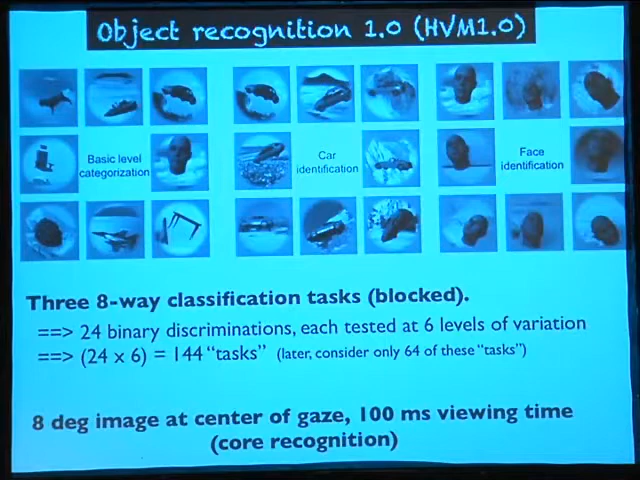 Object recognition 1.0 (HVM1.0)
Basic level
categorization
Car
identification
Face
identification
Three 8-way classification tasks (blocked).
==> 24 binary discriminations, each tested at 6 levels of variation
==> (24 x 6) = 144 "tasks" (later, consider only 64 of these "tasks")
8 deg image at center of gaze, 100 ms viewing time
(core recognition)